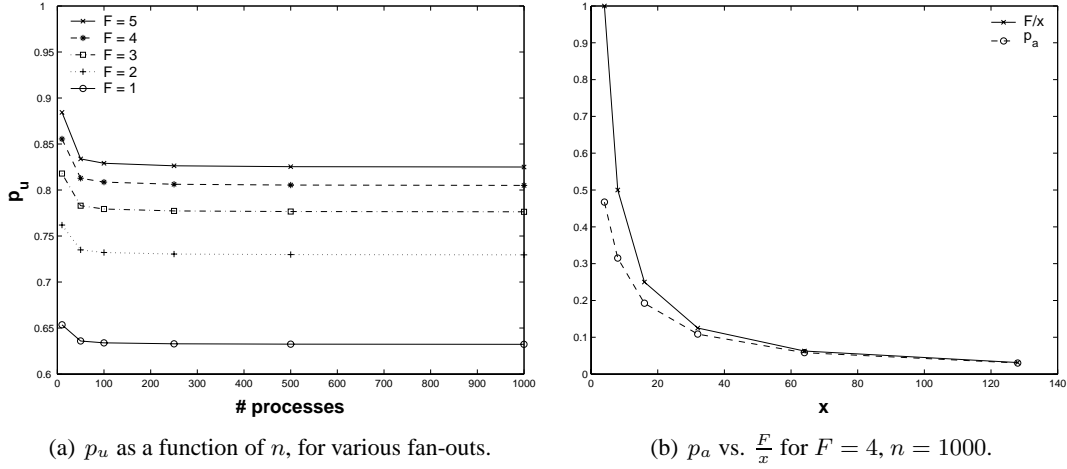 1
0.95
0.9
0.85
0.8
0.75
0.7
0.65
0.6
p_u
F = 5
F = 4
F = 3
F = 2
F = 1
0 100 200 300 400 500 600 700 800 900 1000
# processes
(a) p_u as a function of n, for various fan-outs.
1
0.9
0.8
0.7
0.6
0.5
0.4
0.3
0.2
0.1
0
F/x
p_a
0 20 40 60 80 100 120 140
x
(b) p_a vs. F/x for F = 4, n = 1000.